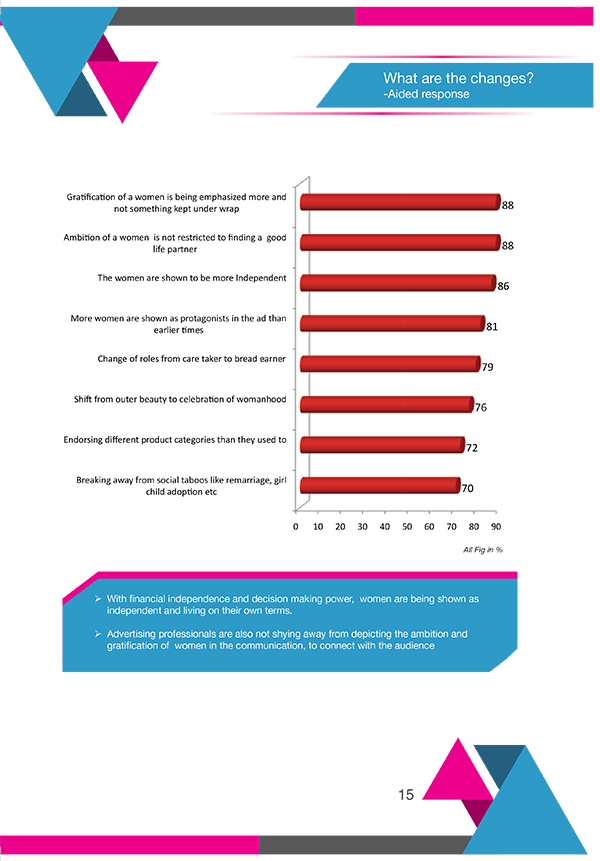 What are the changes?
-Aided response
Gratification of a women is being emphasized more and
not something kept under wrap
88
Ambition of a women is not restricted to finding a good
life partner
88
The women are shown to be more Independent
86
More women are shown as protagonists in the ad than
earlier times
81
Change of roles from care taker to bread earner
79
Shift from outer beauty to celebration of womanhood
76
Endorsing different product categories than they used to
72
Breaking away from social taboos like remarriage, girl
child adoption etc
70
0 10 20 30 40 50 60 70 80 90
All Fig in %
➢ With financial independence and decision making power, women are being shown as
independent and living on their own terms.
➢ Advertising professionals are also not shying away from depicting the ambition and
gratification of women in the communication, to connect with the audience
15